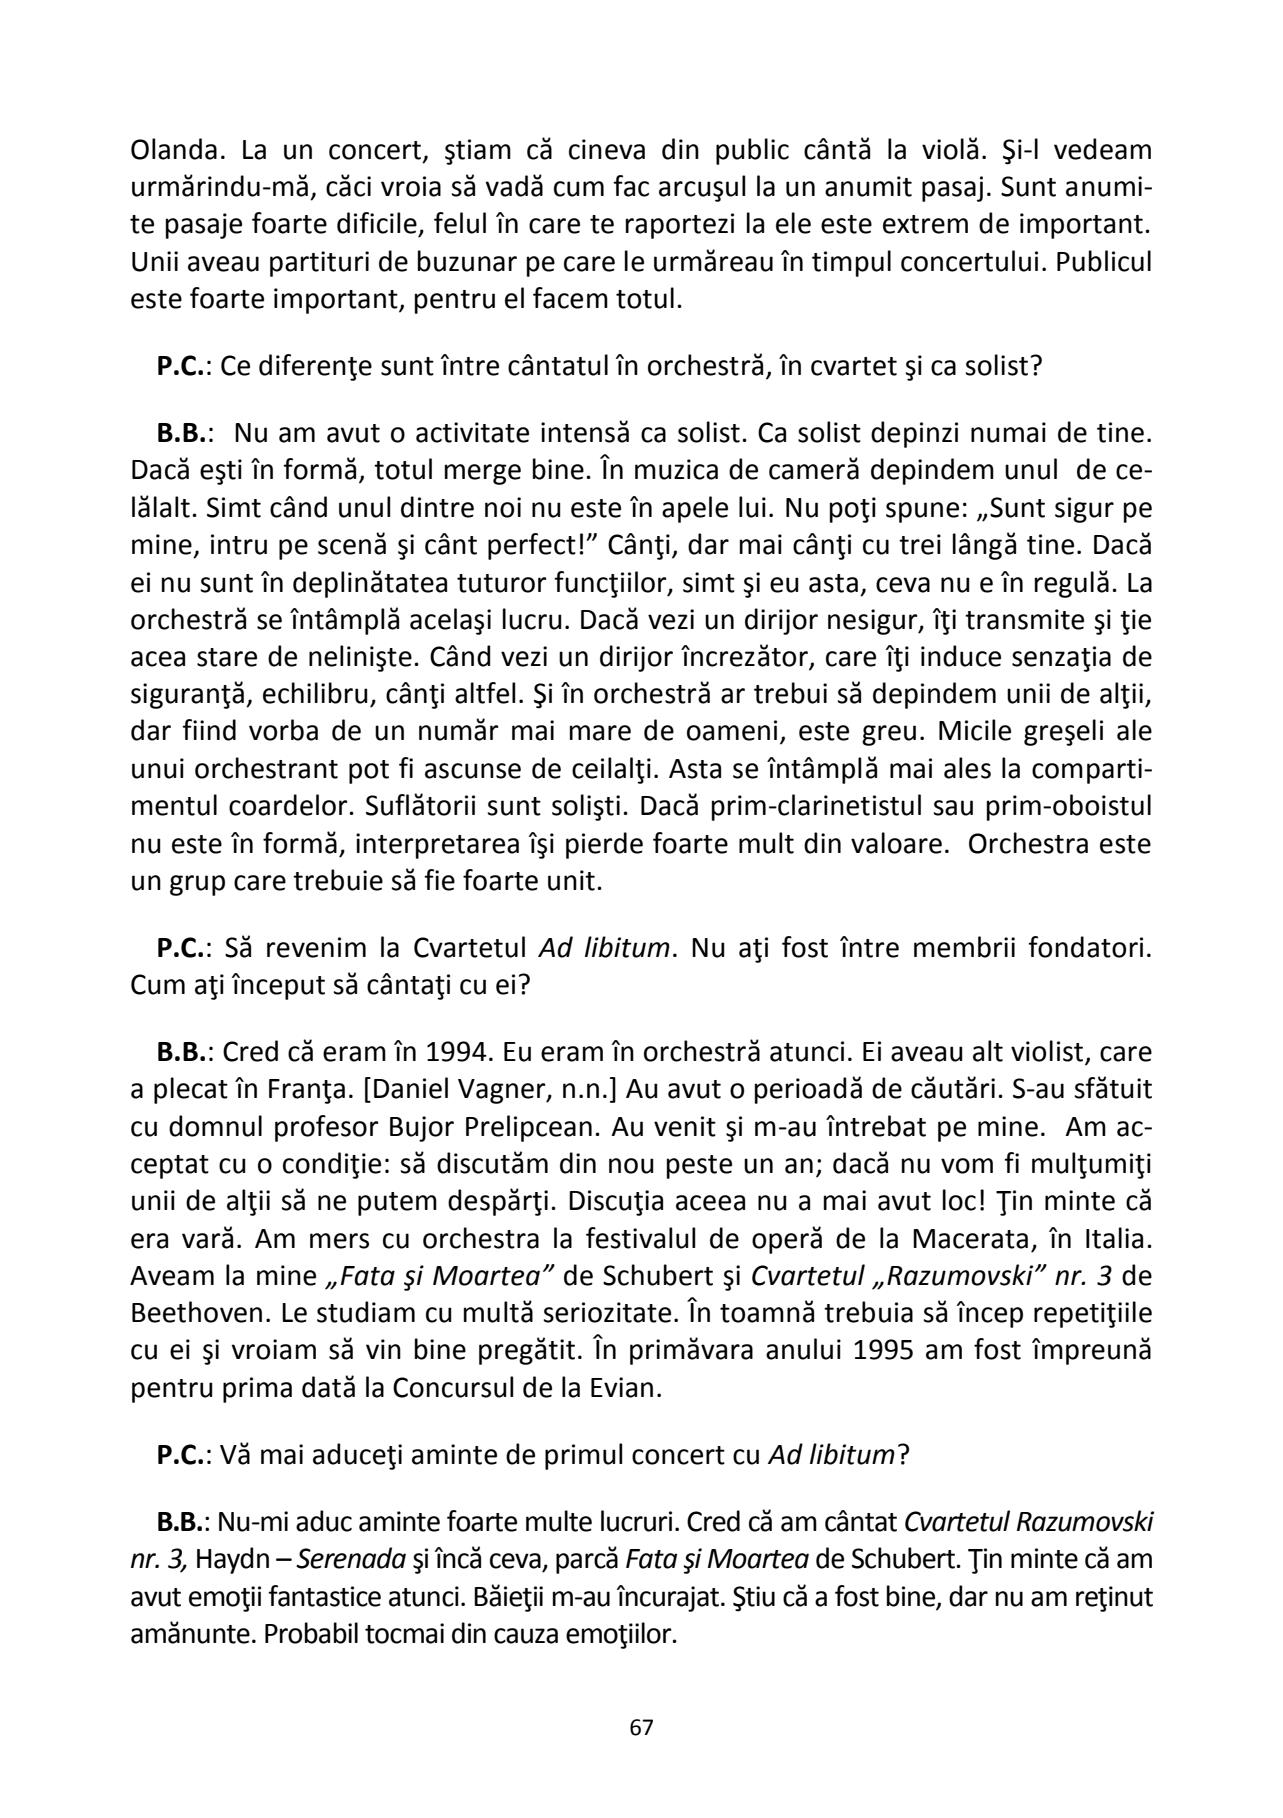 Olanda. La un concert, ştiam că cineva din public cântă la violă. Şi-l vedeam
urmărindu-mă, căci vroia să vadă cum fac arcuşul la un anumit pasaj. Sunt anumi-
te pasaje foarte dificile, felul în care te raportezi la ele este extrem de important.
Unii aveau partituri de buzunar pe care le urmăreau în timpul concertului. Publicul
este foarte important, pentru el facem totul.
P.C.: Ce diferenţe sunt între cântatul în orchestră, în cvartet şi ca solist?
B.B.:  Nu am avut o activitate intensă ca solist. Ca solist depinzi numai de tine.
Dacă eşti în formă, totul merge bine. În muzica de cameră depindem unul  de ce-
lălalt. Simt când unul dintre noi nu este în apele lui. Nu poţi spune: „Sunt sigur pe
mine, intru pe scenă şi cânt perfect!” Cânţi, dar mai cânţi cu trei lângă tine. Dacă
ei nu sunt în deplinătatea tuturor funcţiilor, simt şi eu asta, ceva nu e în regulă. La
orchestră se întâmplă acelaşi lucru. Dacă vezi un dirijor nesigur, îţi transmite şi ţie
acea stare de nelinişte. Când vezi un dirijor încrezător, care îţi induce senzaţia de
siguranţă, echilibru, cânţi altfel. Şi în orchestră ar trebui să depindem unii de alţii,
dar fiind vorba de un număr mai mare de oameni, este greu. Micile greşeli ale
unui orchestrant pot fi ascunse de ceilalţi. Asta se întâmplă mai ales la comparti-
mentul coardelor. Suflătorii sunt solişti. Dacă prim-clarinetistul sau prim-oboistul
nu este în formă, interpretarea îşi pierde foarte mult din valoare.  Orchestra este
un grup care trebuie să fie foarte unit.
P.C.: Să revenim la Cvartetul Ad libitum. Nu aţi fost între membrii fondatori.
Cum aţi început să cântaţi cu ei?
B.B.: Cred că eram în 1994. Eu eram în orchestră atunci. Ei aveau alt violist, care
a plecat în Franţa. [Daniel Vagner, n.n.] Au avut o perioadă de căutări. S-au sfătuit
cu domnul profesor Bujor Prelipcean. Au venit şi m-au întrebat pe mine.  Am ac-
ceptat cu o condiţie: să discutăm din nou peste un an; dacă nu vom fi mulţumiţi
unii de alţii să ne putem despărţi. Discuţia aceea nu a mai avut loc! Ţin minte că
era vară. Am mers cu orchestra la festivalul de operă de la Macerata, în Italia.
Aveam la mine „Fata şi Moartea” de Schubert şi Cvartetul „Razumovski” nr. 3 de
Beethoven. Le studiam cu multă seriozitate. În toamnă trebuia să încep repetiţiile
cu ei şi vroiam să vin bine pregătit. În primăvara anului 1995 am fost împreună
pentru prima dată la Concursul de la Evian.
P.C.: Vă mai aduceţi aminte de primul concert cu Ad libitum?
B.B.: Nu-mi aduc aminte foarte multe lucruri. Cred că am cântat Cvartetul Razumovski
nr. 3, Haydn – Serenada şi încă ceva, parcă Fata şi Moartea de Schubert. Ţin minte că am
avut emoţii fantastice atunci. Băieţii m-au încurajat. Ştiu că a fost bine, dar nu am reţinut
amănunte. Probabil tocmai din cauza emoţiilor.
67